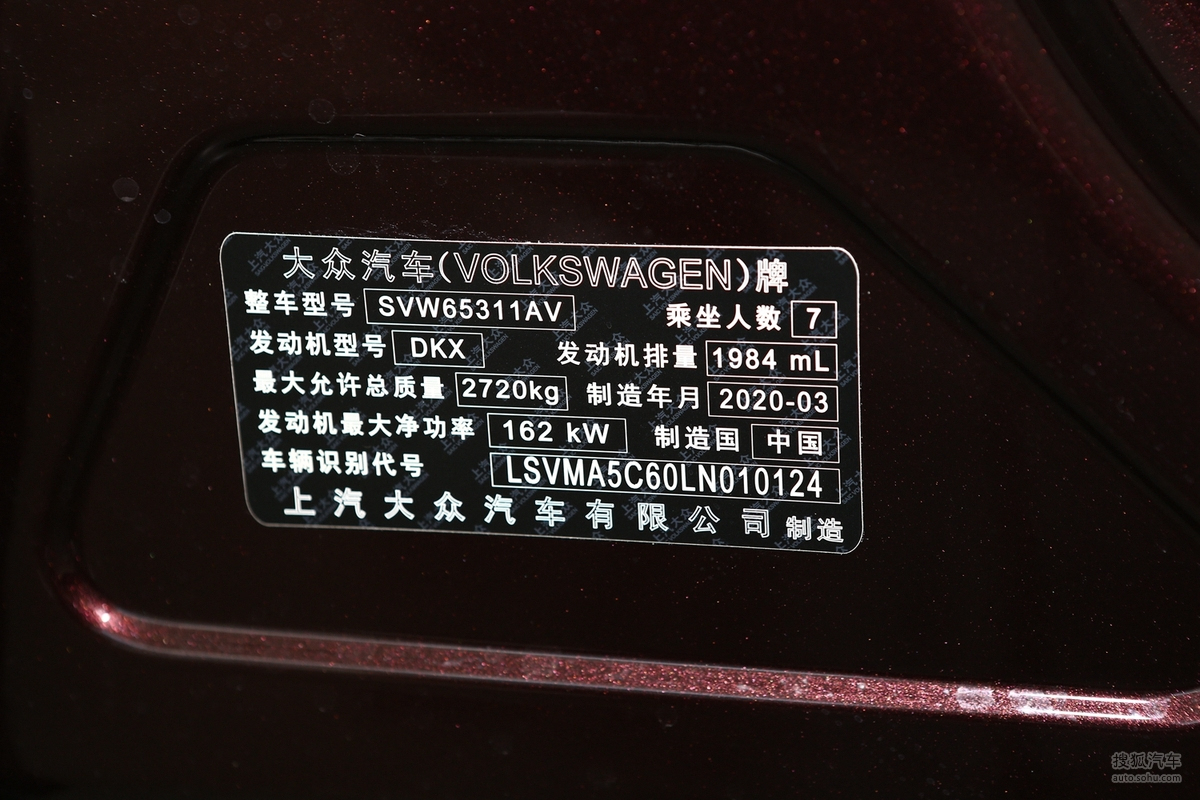 大众汽车(VOLKSWAGEN)牌
整车型号 SVW65311AV 乘坐人数 7
发动机型号 DKX 发动机排量 1984 mL
最大允许总质量 2720kg 制造年月 2020-03
发动机最大净功率 162 kW 制造国 中国
车辆识别代号 LSVMA5C60LN010124
上汽大众汽车有限公司 制造
搜狐汽车
auto.sohu.com